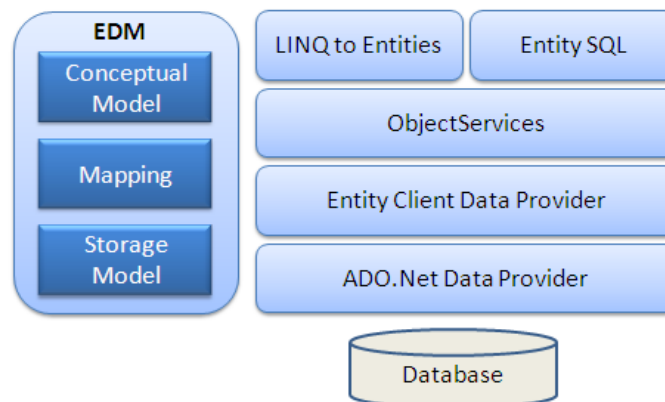 EDM
Conceptual
Model
Mapping
Storage
Model
LINQ to Entities
Entity SQL
ObjectServices
Entity Client Data Provider
ADO.Net Data Provider
Database